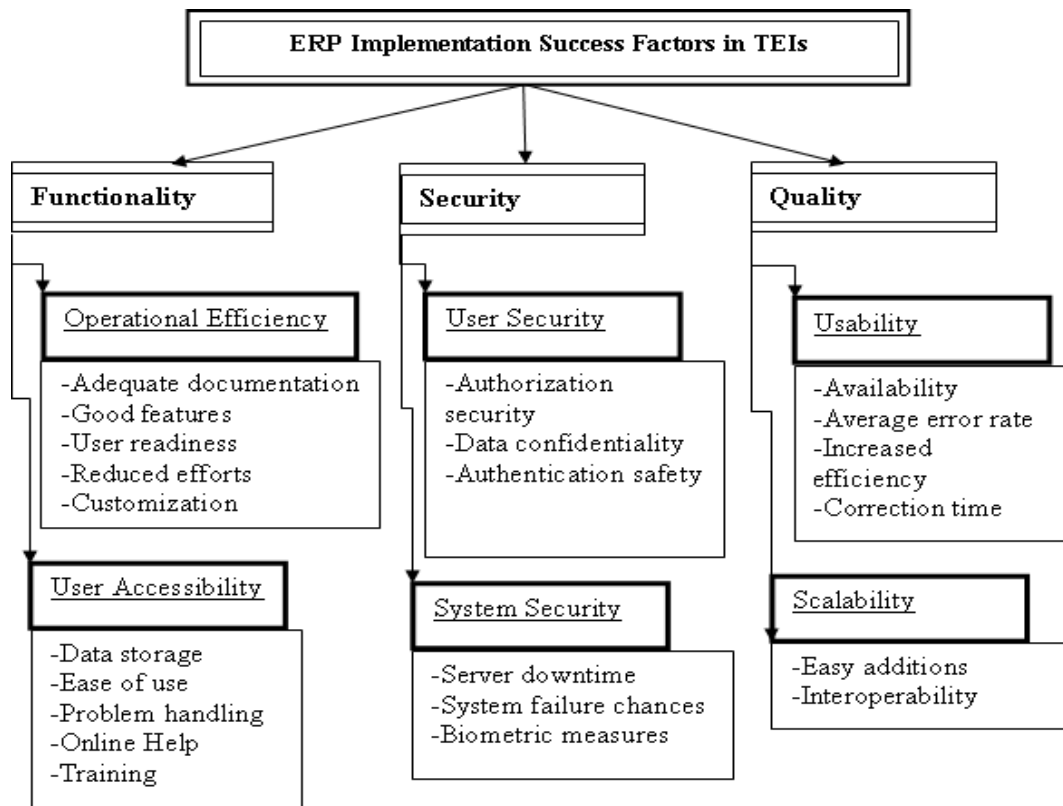 ERP Implementation Success Factors in TEIs
Functionality
Security
Quality
Operational Efficiency
-Adequate documentation
-Good features
-User readiness
-Reduced efforts
-Customization
User Accessibility
-Data storage
-Ease of use
-Problem handling
-Online Help
-Training
User Security
-Authorization
security
-Data confidentiality
-Authentication safety
System Security
-Server downtime
-System failure chances
-Biometric measures
Usability
-Availability
-Average error rate
-Increased
efficiency
-Correction time
Scalability
-Easy additions
-Interoperability